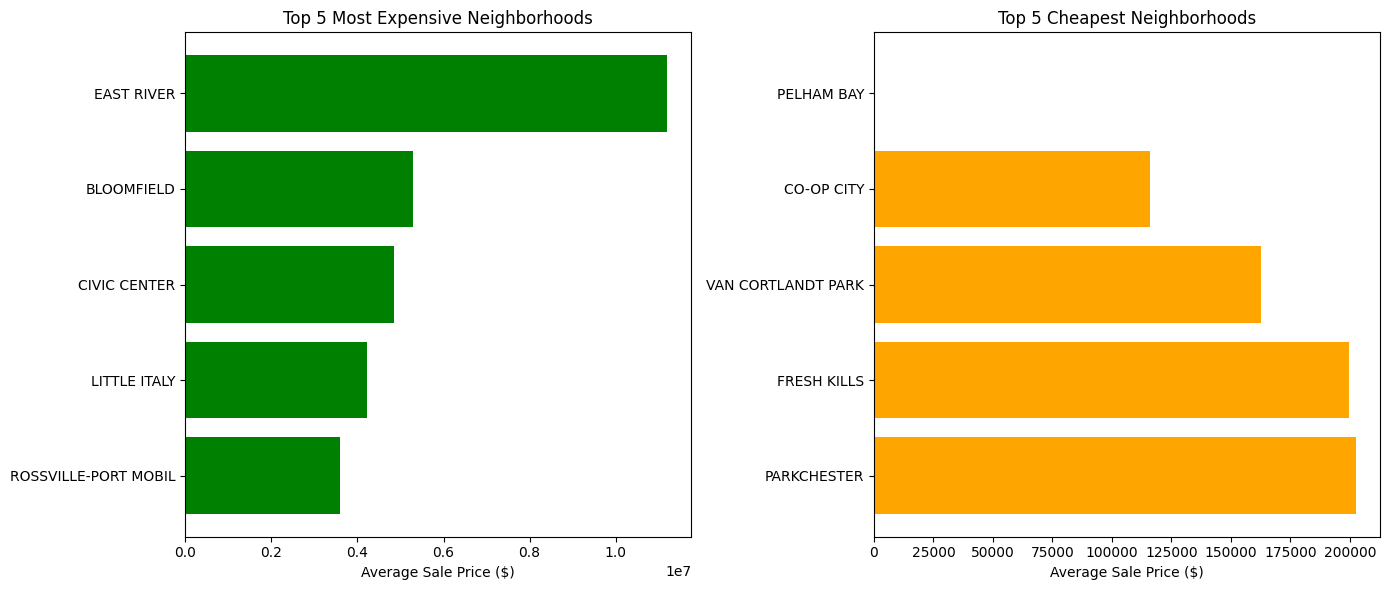 Top 5 Most Expensive Neighborhoods
EAST RIVER
BLOOMFIELD
CIVIC CENTER
LITTLE ITALY
ROSSVILLE-PORT MOBIL
0.0 0.2 0.4 0.6 0.8 1.0
1e7
Average Sale Price ($)
Top 5 Cheapest Neighborhoods
PELHAM BAY
CO-OP CITY
VAN CORTLANDT PARK
FRESH KILLS
PARKCHESTER
0 25000 50000 75000 100000 125000 150000 175000 200000
Average Sale Price ($)